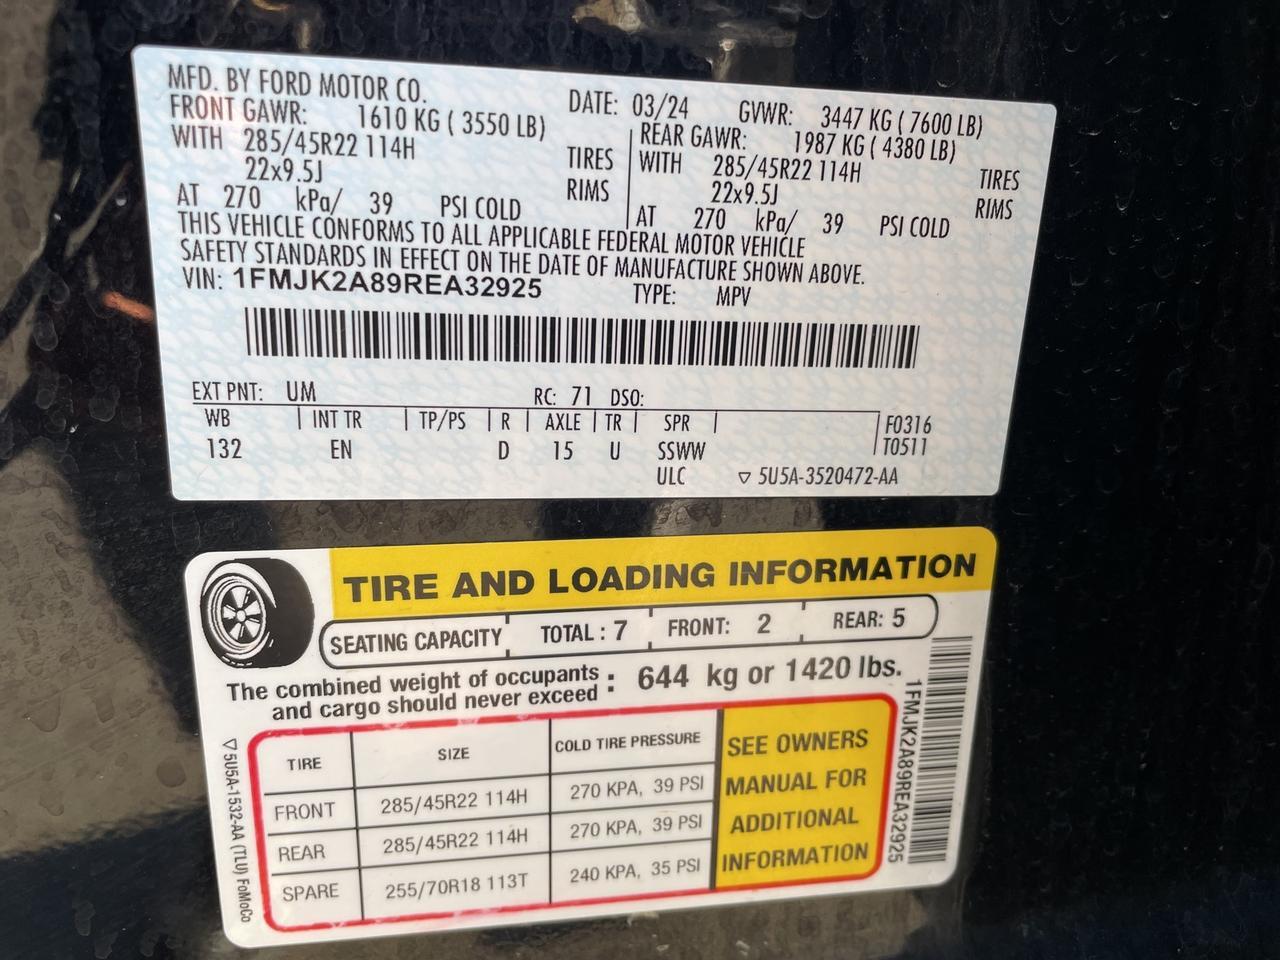 MFD. BY FORD MOTOR CO.
DATE: 03/24 GVWR: 3447 KG ( 7600 LB)
FRONT GAWR: 1610 KG ( 3550 LB)
WITH 285/45R22 114H TIRES
22x9.5J RIMS
AT 270 kPa/ 39 PSI COLD
REAR GAWR: 1987 KG ( 4380 LB)
WITH 285/45R22 114H TIRES
22x9.5J RIMS
AT 270 kPa/ 39 PSI COLD
THIS VEHICLE CONFORMS TO ALL APPLICABLE FEDERAL MOTOR VEHICLE
SAFETY STANDARDS IN EFFECT ON THE DATE OF MANUFACTURE SHOWN ABOVE.
VIN: 1FMJK2A89REA32925 TYPE: MPV
EXT PNT: UM RC: 71 DSO:
WB INT TR TP/PS R AXLE TR SPR F0316
132 EN D 15 U SSWW T0511
ULC ▽ 5U5A-3520472-AA
TIRE AND LOADING INFORMATION
SEATING CAPACITY TOTAL : 7 FRONT: 2 REAR: 5
The combined weight of occupants
and cargo should never exceed : 644 kg or 1420 lbs.
TIRE SIZE COLD TIRE PRESSURE
FRONT 285/45R22 114H 270 KPA, 39 PSI
REAR 285/45R22 114H 270 KPA, 39 PSI
SPARE 255/70R18 113T 240 KPA, 35 PSI
SEE OWNERS
MANUAL FOR
ADDITIONAL
INFORMATION
▽ 5U5A-1532-AA (TLU) FoMoCo
1FMJK2A89REA32925